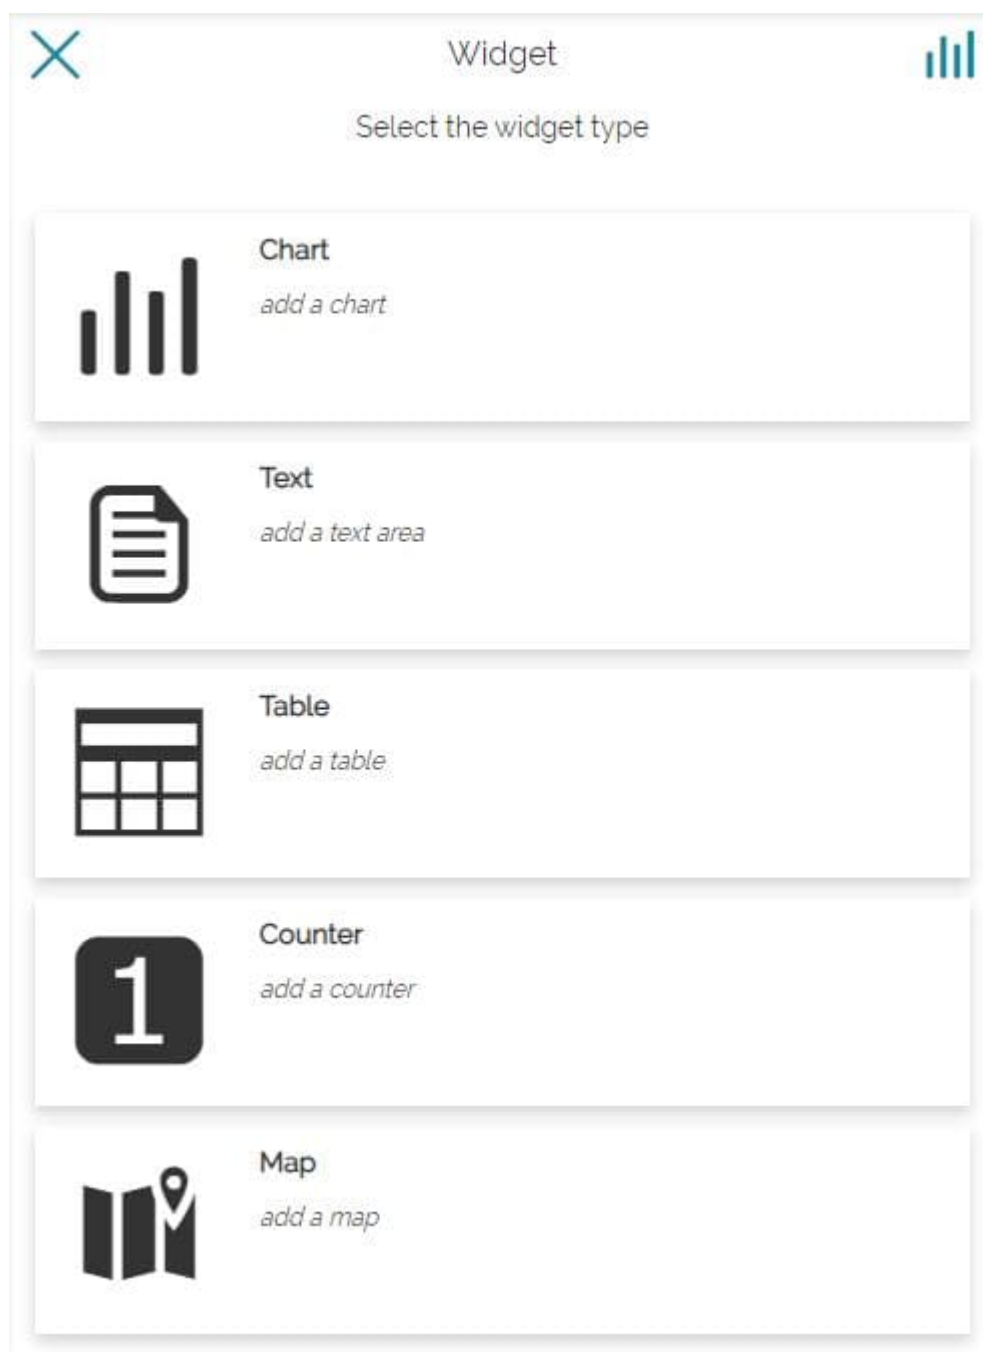 Widget
Select the widget type
Chart
add a chart
Text
add a text area
Table
add a table
1
Counter
add a counter
Map
add a map